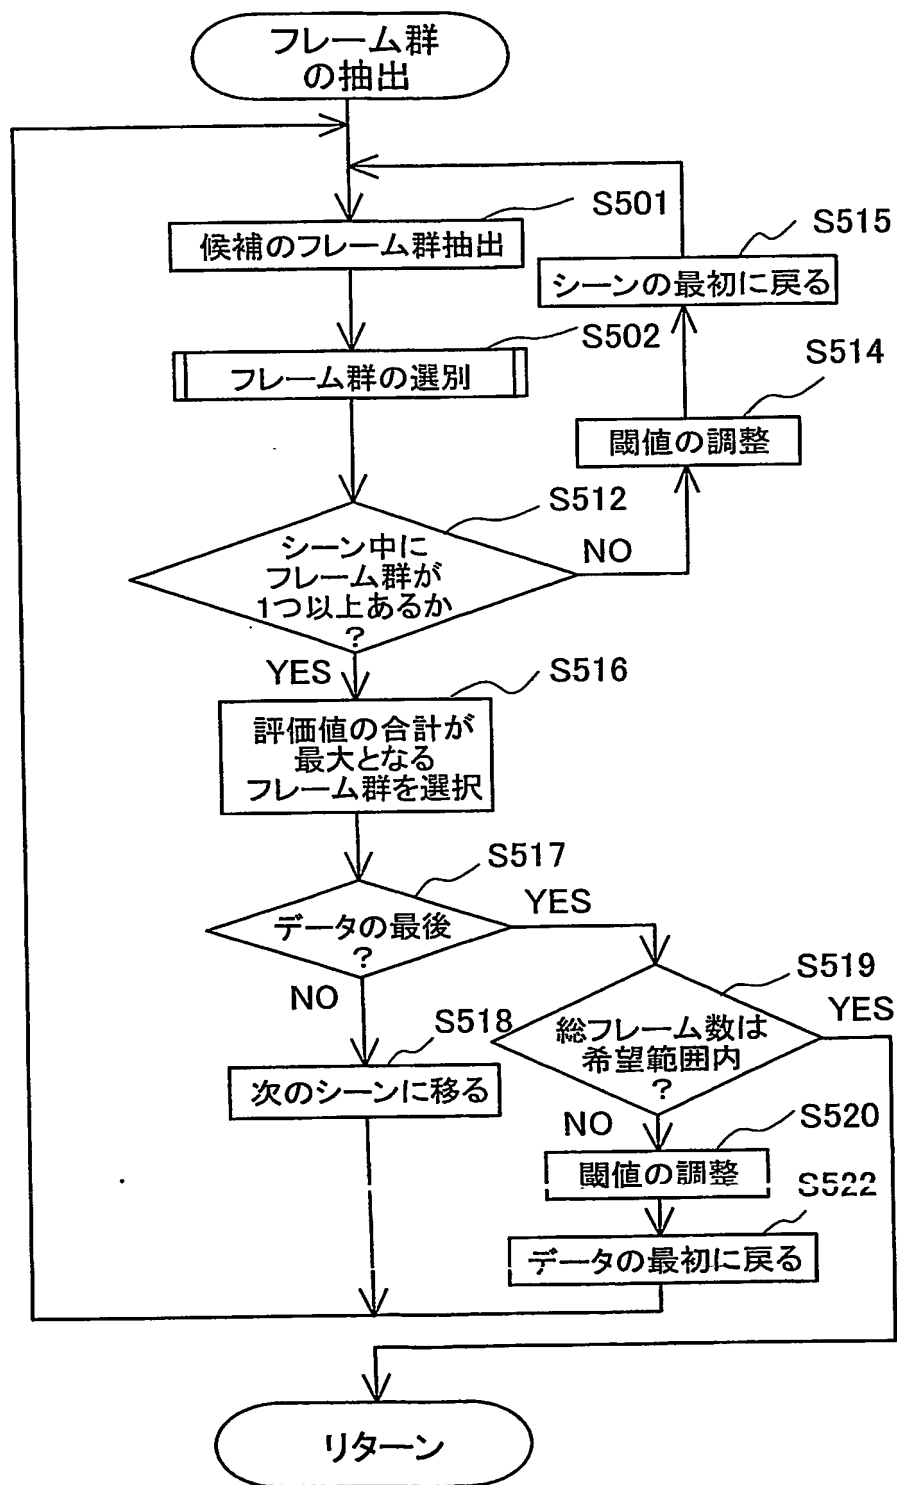 フレーム群
の抽出
S501
候補のフレーム群抽出
S515
シーンの最初に戻る
S502
フレーム群の選別
S514
閾値の調整
S512
シーン中に
フレーム群が
1つ以上あるか
?
NO
YES
S516
評価値の合計が
最大となる
フレーム群を選択
S517
データの最後
?
YES
NO
S519
総フレーム数は
希望範囲内
?
YES
S518
次のシーンに移る
NO
S520
閾値の調整
S522
データの最初に戻る
リターン